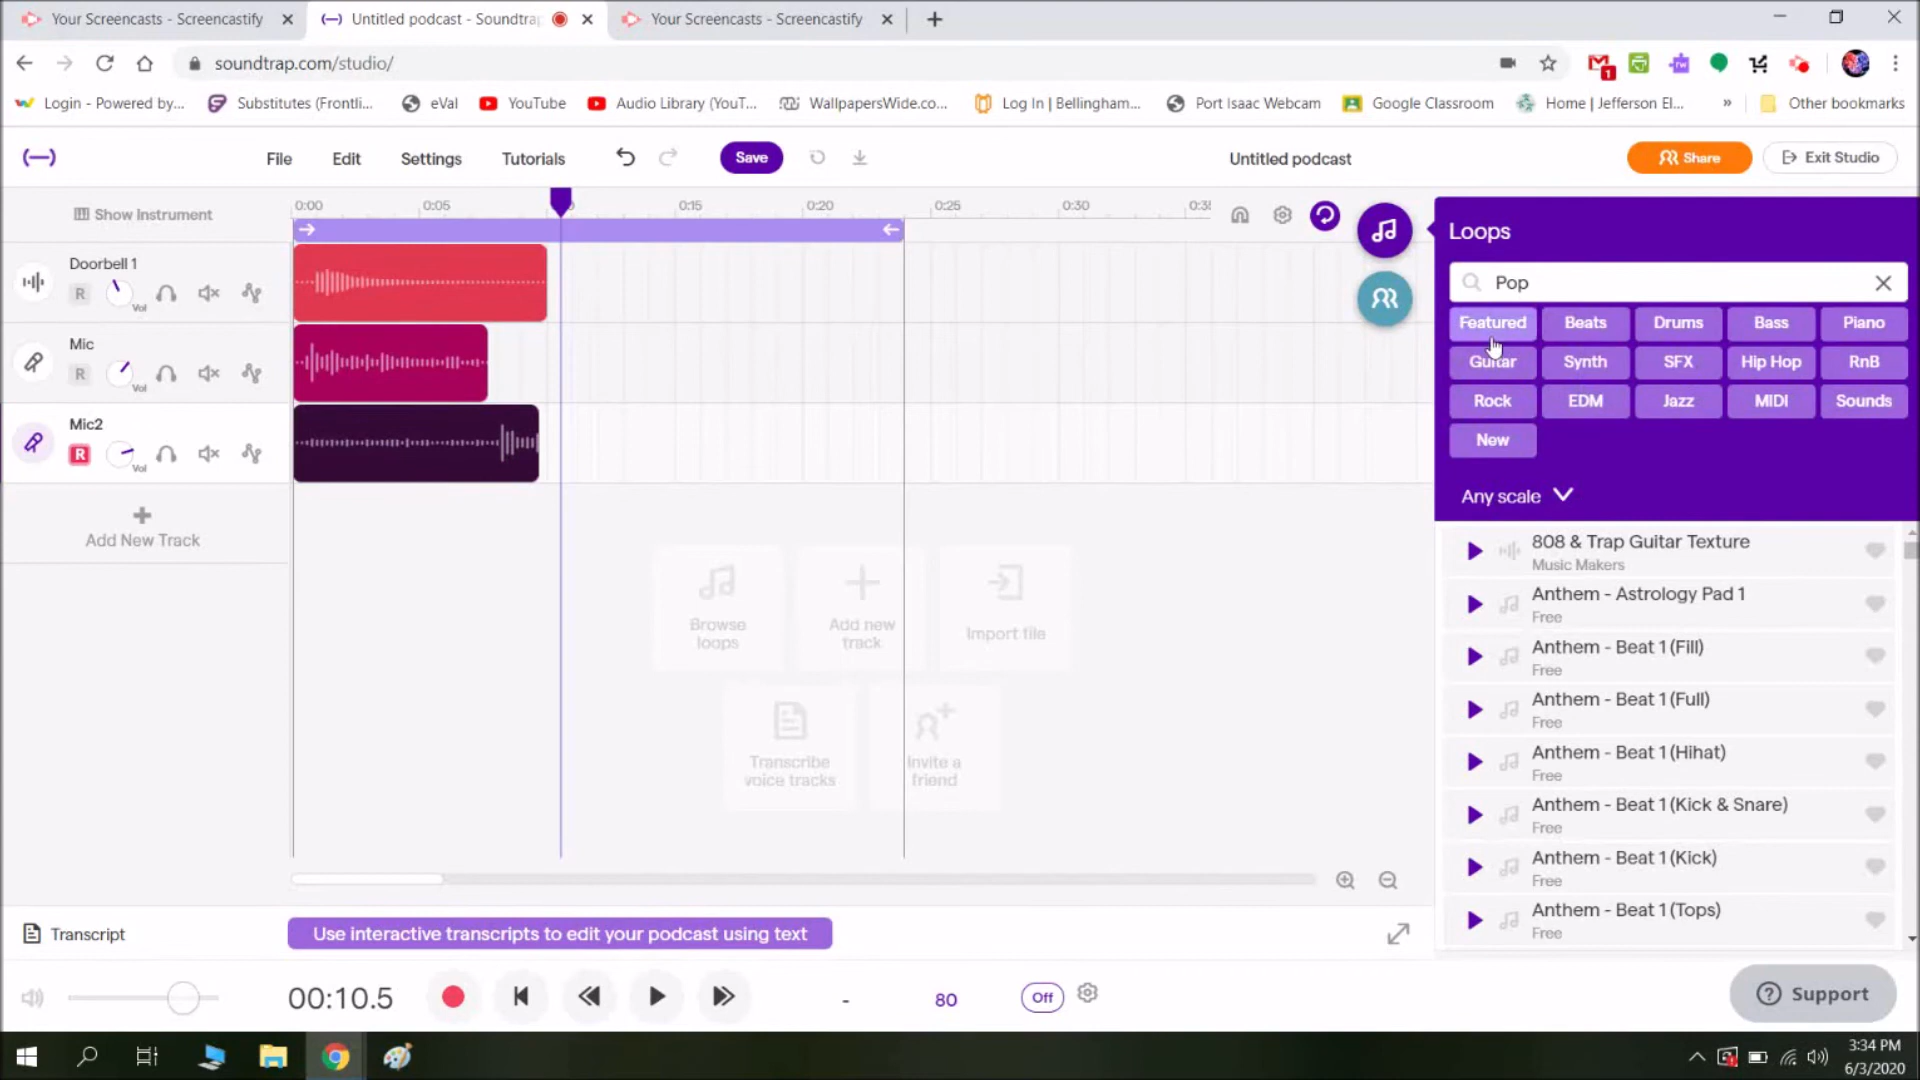 Your Screencasts - Screencastify
Untitled podcast - Soundtrap
Your Screencasts - Screencastify
soundtrap.com/studio/
1
Login - Powered by...
Substitutes (Frontli...
eVal
YouTube
Audio Library (YouT...
WallpapersWide.co...
Log In | Bellingham...
Port Isaac Webcam
Google Classroom
Home | Jefferson El...
»
Other bookmarks
File
Edit
Settings
Tutorials
Save
Untitled podcast
Share
Exit Studio
Show Instrument
0:00
0:05
0:15
0:20
0:25
0:30
Loops
Pop
Featured
Beats
Drums
Bass
Piano
Guitar
Synth
SFX
Hip Hop
RnB
Rock
EDM
Jazz
MIDI
Sounds
New
Any scale
Doorbell 1
R
Vol
Mic
R
Vol
Mic2
R
Vol
Add New Track
Browse
loops
Add new
track
Import file
Transcribe
voice tracks
Invite a
friend
808 & Trap Guitar Texture
Music Makers
Anthem - Astrology Pad 1
Free
Anthem - Beat 1 (Fill)
Free
Anthem - Beat 1 (Full)
Free
Anthem - Beat 1 (Hihat)
Free
Anthem - Beat 1 (Kick & Snare)
Free
Anthem - Beat 1 (Kick)
Free
Anthem - Beat 1 (Tops)
Free
Transcript
Use interactive transcripts to edit your podcast using text
00:10.5
-
80
Off
Support
3:34 PM
6/3/2020